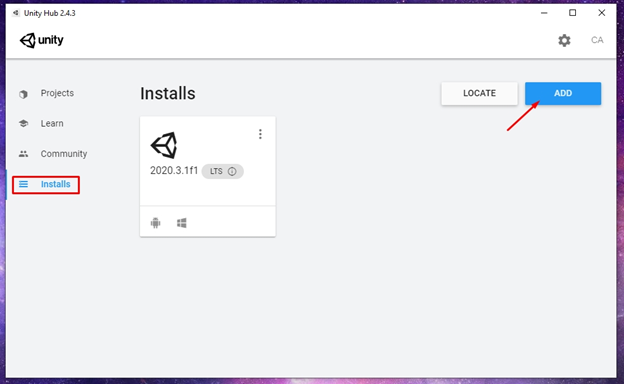 Unity Hub 2.4.3
unity
CA
Projects
Learn
Community
Installs
Installs
LOCATE
ADD
2020.3.1f1 LTS